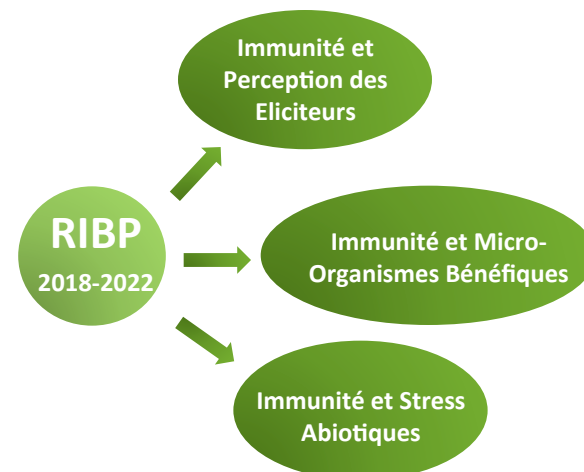 Immunité et
Perception des
Eliciteurs
RIBP
2018-2022
Immunité et Micro-
Organismes Bénéfiques
Immunité et Stress
Abiotiques